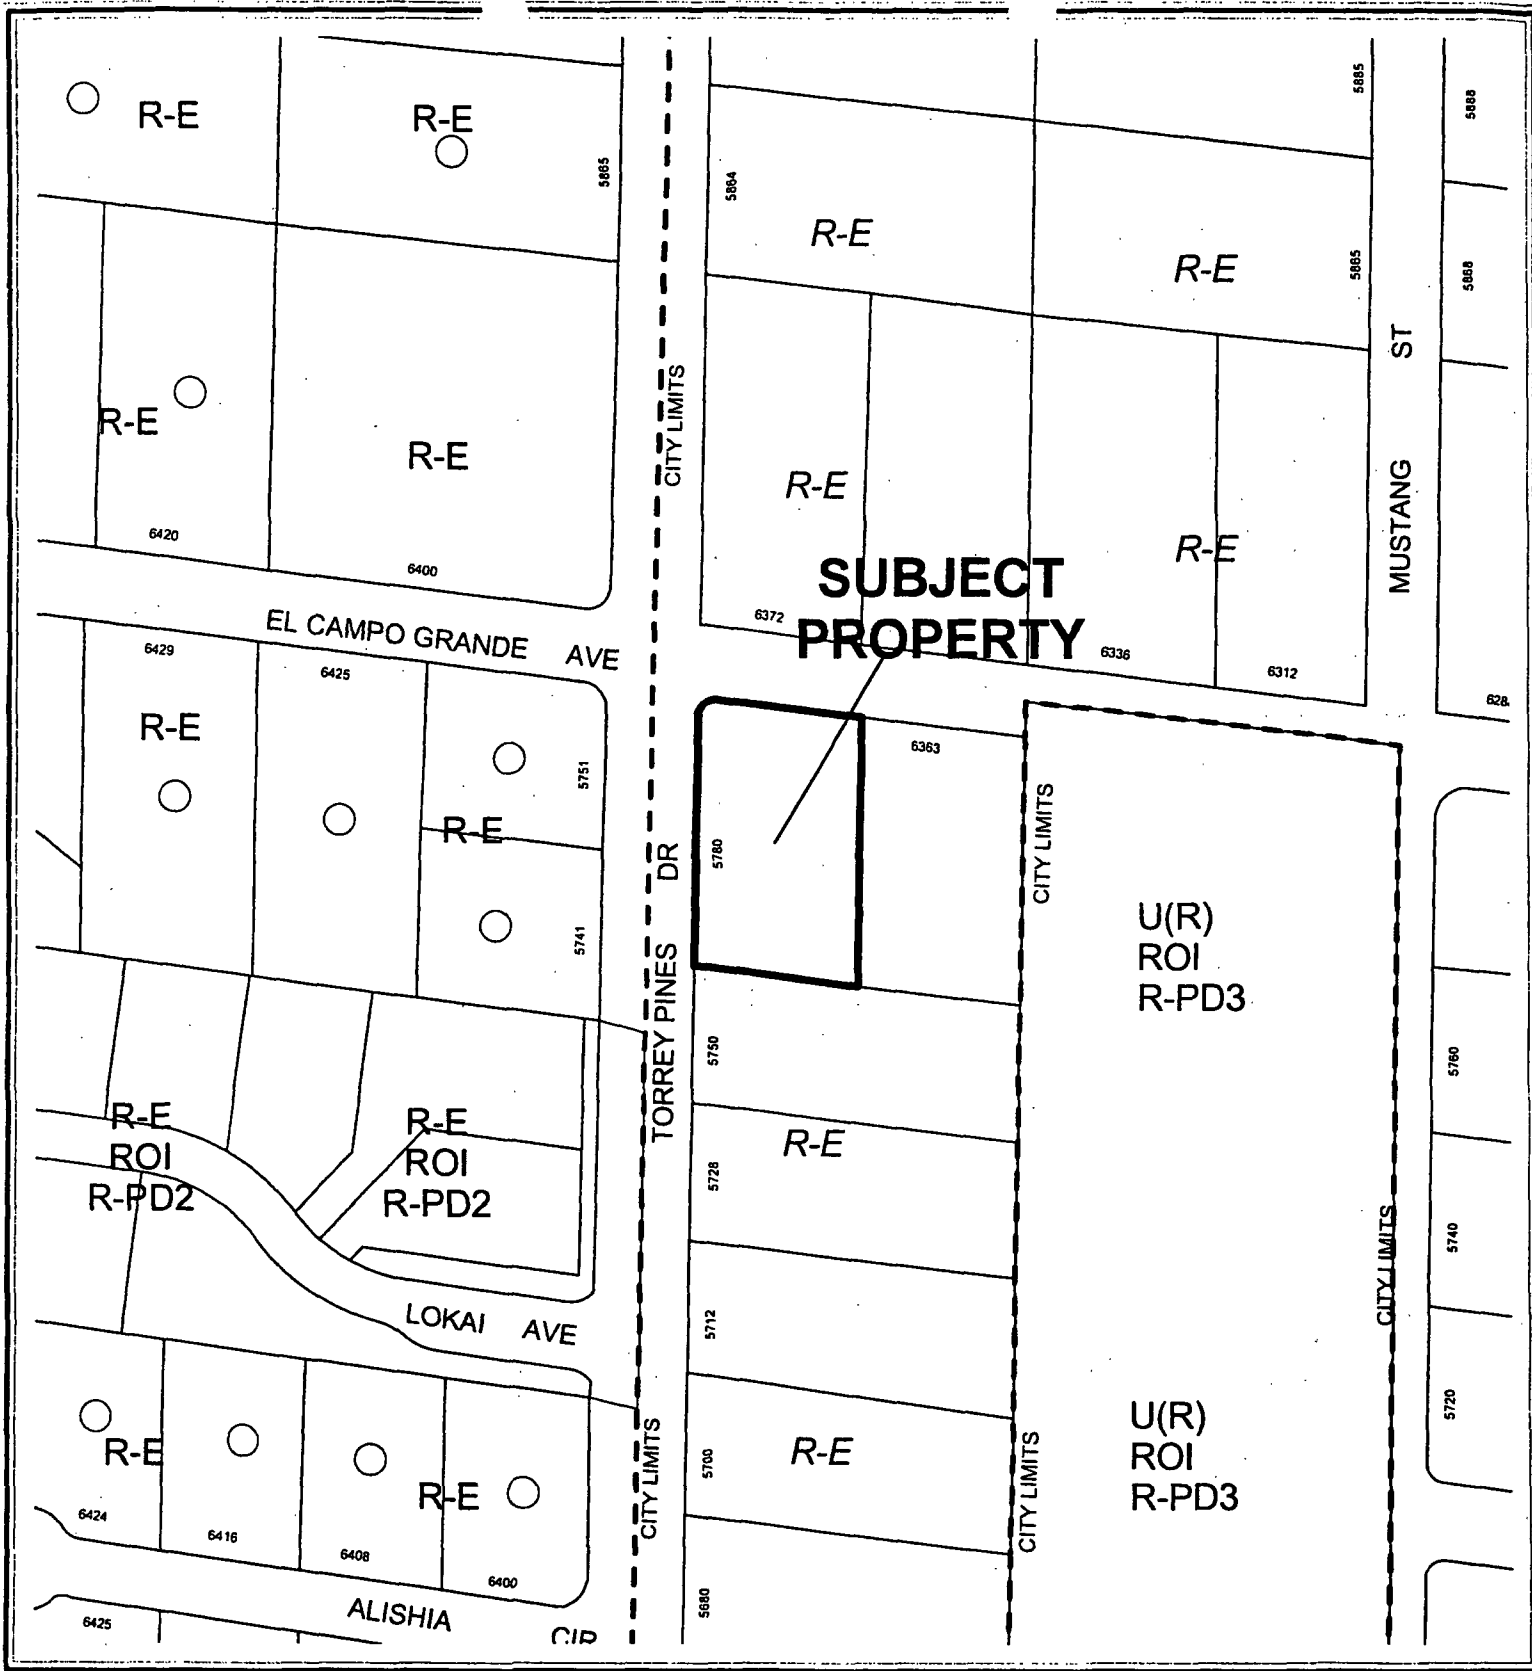 R-E
R-E
5865
5864
5885
5888
R-E
R-E
5885
5868
ST
CITY LIMITS
R-E
R-E
R-E
R-E
MUSTANG
6420
6400
SUBJECT
PROPERTY
6372
6336
6312
EL CAMPO GRANDE AVE
6429
6425
628
R-E
5751
R-E
6363
5780
DR
CITY LIMITS
5741
U(R)
ROI
R-PD3
TORREY PINES
5750
5760
R-E
ROI
R-PD2
R-E
ROI
R-PD2
R-E
5728
5740
CITY LIMITS
LOKAI AVE
5712
5720
R-E
R-E
CITY LIMITS
5700
R-E
CITY LIMITS
U(R)
ROI
R-PD3
6424
6416
6408
6400
5680
ALISHIA
CIR
6425